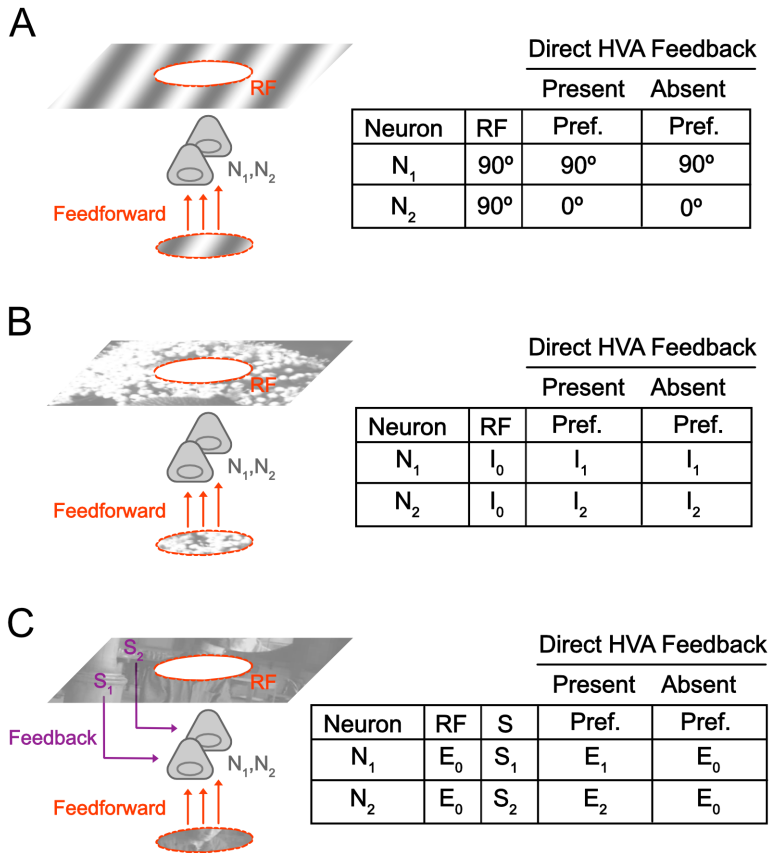 A
Direct HVA Feedback
Present Absent
RF
Neuron RF Pref. Pref.
N₁,N₂
N₁ 90º 90º 90º
Feedforward
N₂ 90º 0º 0º
B
Direct HVA Feedback
Present Absent
RF
Neuron RF Pref. Pref.
N₁,N₂
N₁ I₀ I₁ I₁
Feedforward
N₂ I₀ I₂ I₂
C
Direct HVA Feedback
S₂
RF
S₁
Present Absent
Neuron RF S Pref. Pref.
Feedback
N₁,N₂
N₁ E₀ S₁ E₁ E₀
Feedforward
N₂ E₀ S₂ E₂ E₀